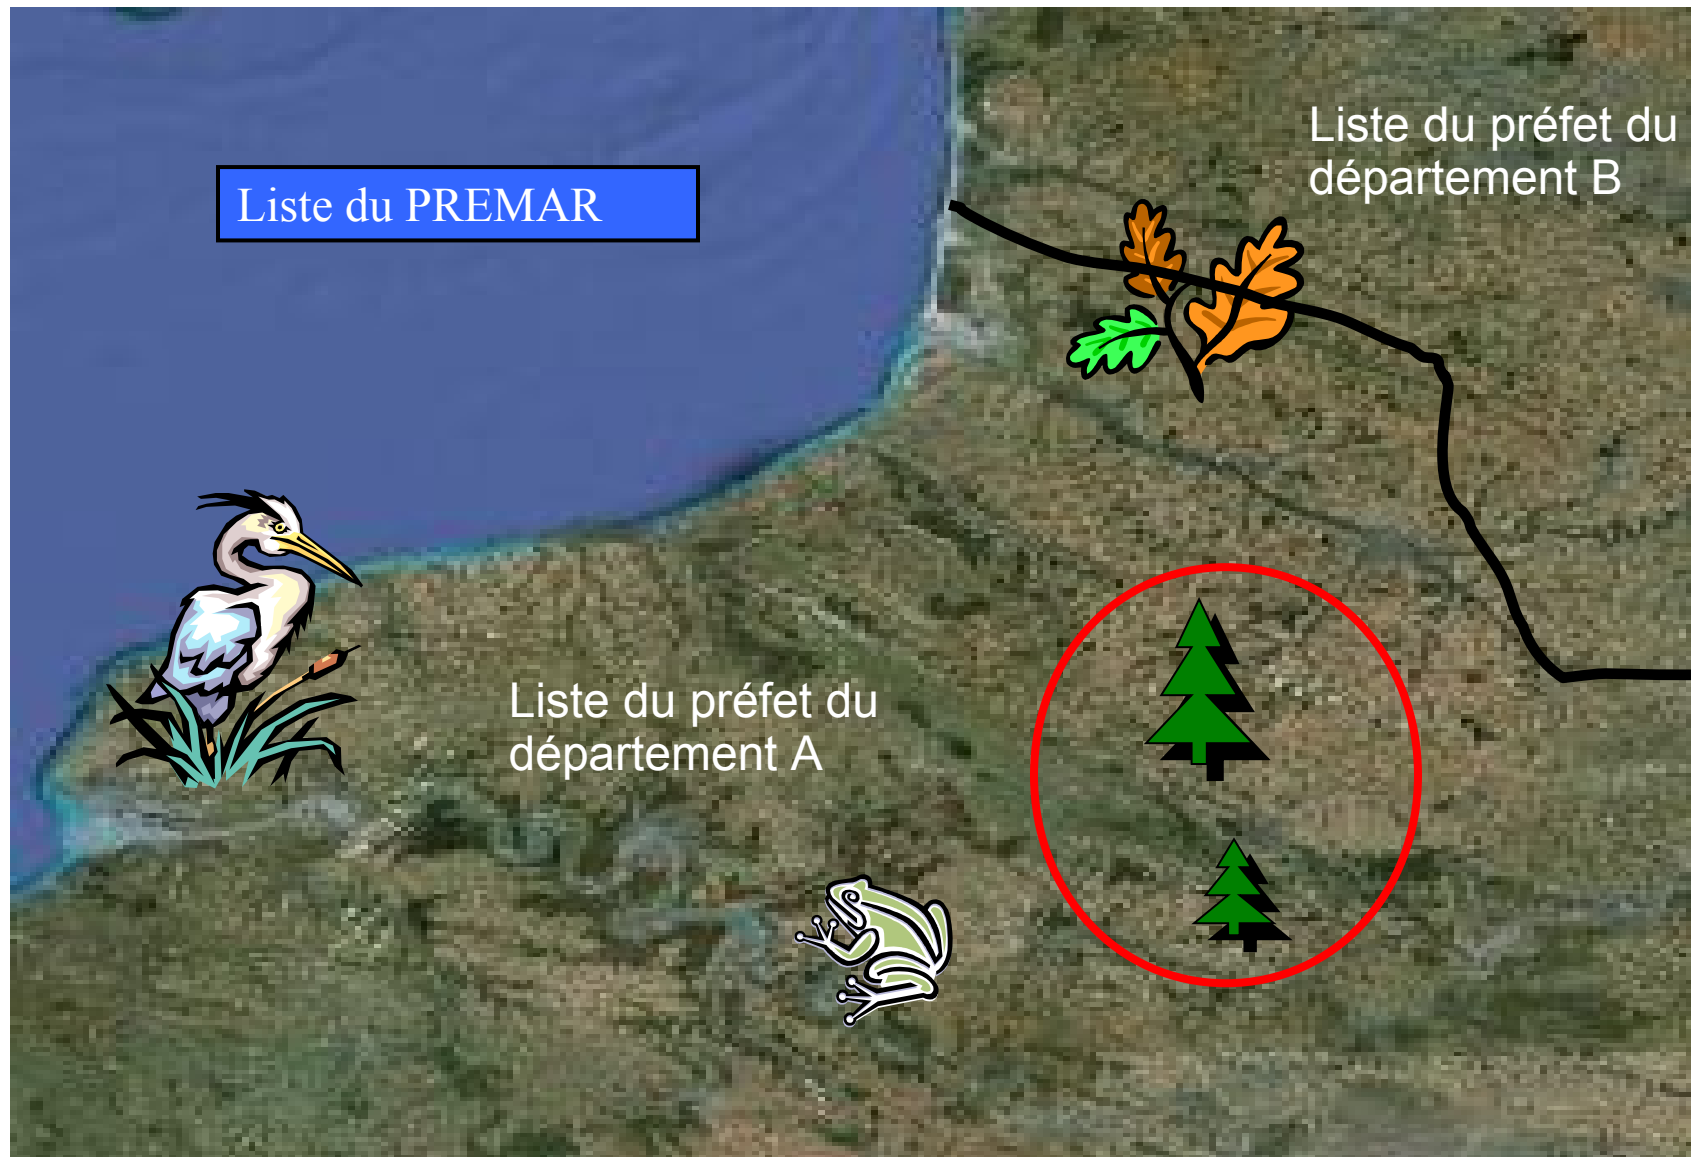 Liste du préfet du
département B
Liste du PREMAR
Liste du préfet du
département A